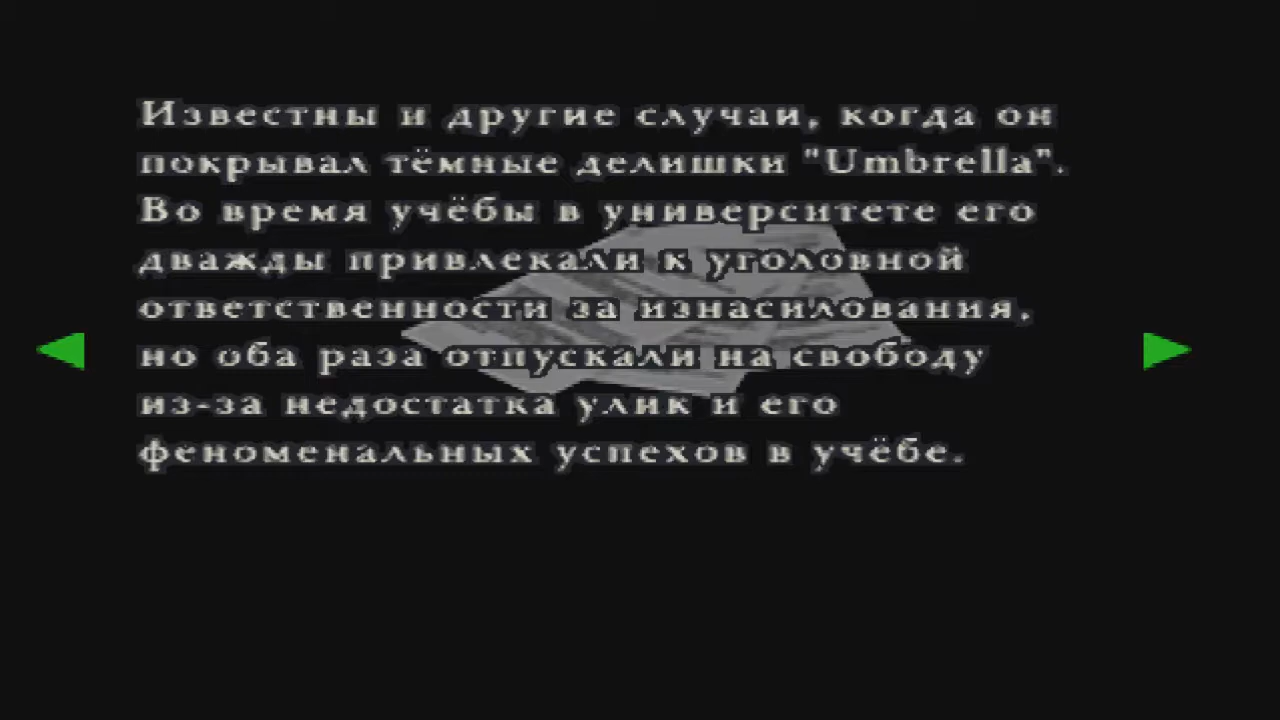 Известны и другие случаи, когда он
покрывал тёмные делишки "Umbrella".
Во время учёбы в университете его
дважды привлекали к уголовной
ответственности за изнасилования,
но оба раза отпускали на свободу
из-за недостатка улик и его
феноменальных успехов в учёбе.